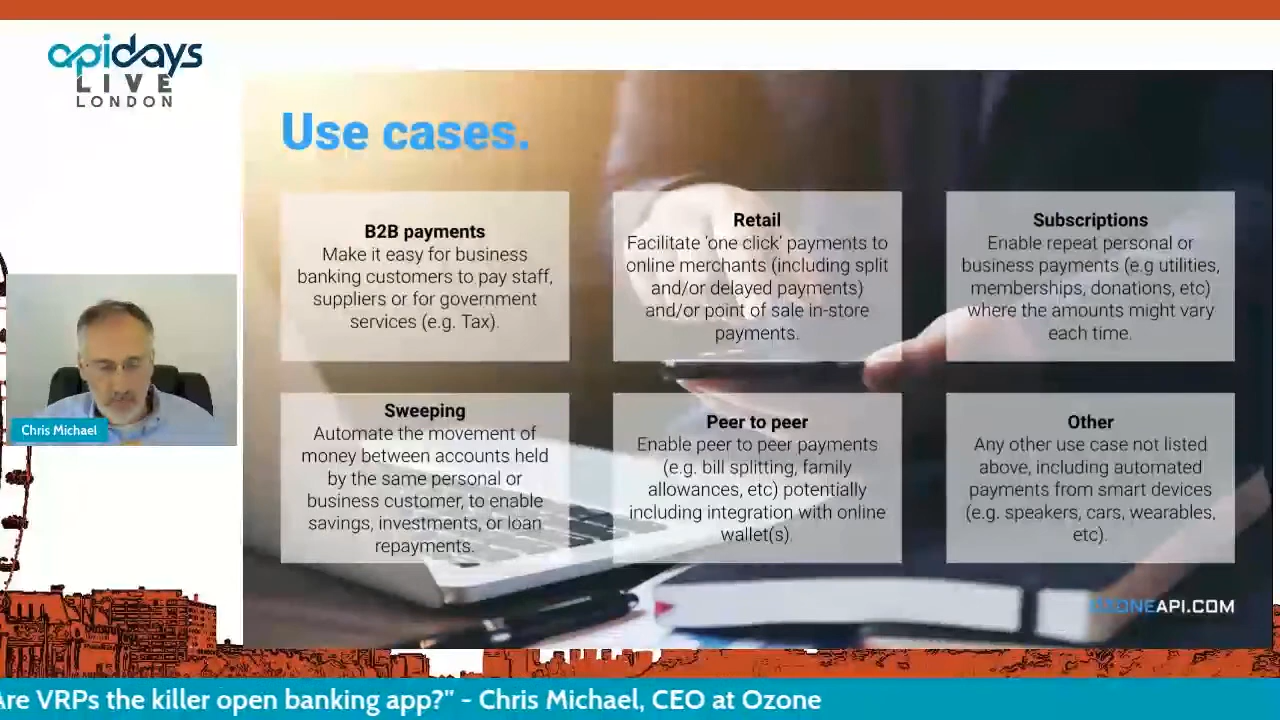 apidays
LIVE
LONDON
Use cases.
B2B payments
Make it easy for business
banking customers to pay staff,
suppliers or for government
services (e.g. Tax).
Retail
Facilitate 'one click' payments to
online merchants (including split
and/or delayed payments)
and/or point of sale in-store
payments.
Subscriptions
Enable repeat personal or
business payments (e.g utilities,
memberships, donations, etc)
where the amounts might vary
each time.
Sweeping
Automate the movement of
money between accounts held
by the same personal or
business customer, to enable
savings, investments, or loan
repayments.
Peer to peer
Enable peer to peer payments
(e.g. bill splitting, family
allowances, etc) potentially
including integration with online
wallet(s).
Other
Any other use case not listed
above, including automated
payments from smart devices
(e.g. speakers, cars, wearables,
etc).
OZONEAPI.COM
Chris Michael
Are VRPs the killer open banking app?" - Chris Michael, CEO at Ozone